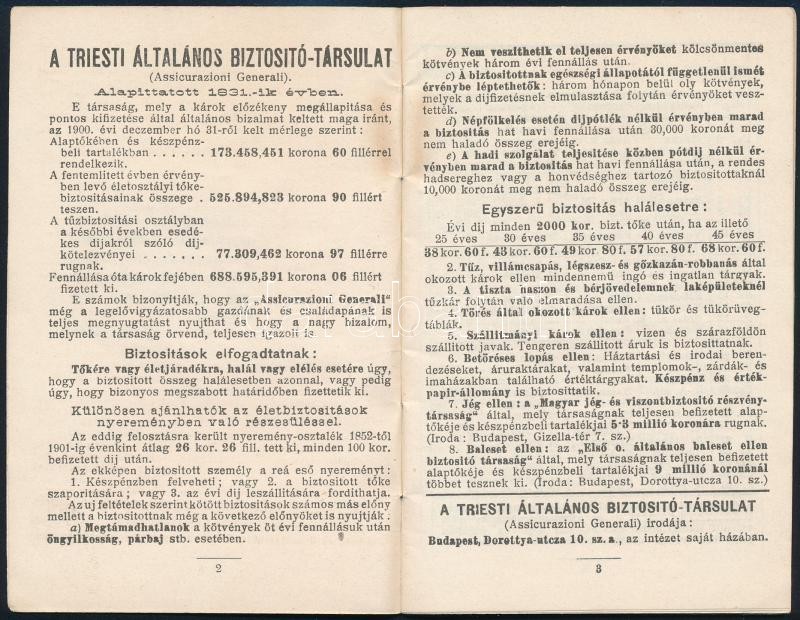 A TRIESTI ÁLTALÁNOS BIZTOSITÓ-TÁRSULAT
(Assicurazioni Generali).
Alapittatott 1831.-ik évben.
E társaság, mely a károk előzékeny megállapitása és
pontos kifizetése által általános bizalmat keltett maga iránt,
az 1900. évi deczember hó 31-ről kelt mérlege szerint:
Alaptőkében és készpénz-
beli tartalékban . . . . . . 173.458,451 korona 60 fillérrel
rendelkezik.
A fentemlitett évben érvény-
ben levő életosztályi tőke-
biztositásainak összege . 525.894,823 korona 90 fillért
teszen.
A tűzbiztositási osztályban
a későbbi években esedé-
kes dijakról szóló dij-
kötelezvényei . . . . . . 77.309,462 korona 97 fillérre
rugnak.
Fennállása óta károk fejében 688.595,391 korona 06 fillért
fizetett ki.
E számok bizonyitják, hogy az „Assicurazioni Generali"
még a legelővigyázatosabb gazdának és családapának is
teljes megnyugtatást nyujthat és hogy a nagy bizalom,
melynek a társaság örvend, teljesen igazolt is.
Biztositások elfogadtatnak:
Tőkére vagy életjáradékra, halál vagy elélés esetére úgy,
hogy a biztositott összeg halálesetben azonnal, vagy pedig
úgy, hogy bizonyos megszabott határidőben fizettetik ki.
Különösen ajánlhatók az életbiztositások
nyereményben való részesüléssel.
Az eddig felosztásra került nyeremény-osztalék 1852-től
1901-ig évenkint átlag 26 kor. 26 fill. tett ki, minden 100 kor.
befizetett dij után.
Az ekképen biztositott személy a reá eső nyereményt:
1. Készpénzben felveheti; vagy 2. a biztositott tőke
szaporitására; vagy 3. az évi dij leszállitására fordithatja.
Az uj feltételek szerint kötött biztositások számos más előny
mellett a biztositottnak még a következő előnyöket is nyujtják:
a) Megtámadhatlanok a kötvények öt évi fennállásuk után
öngyilkosság, párbaj stb. esetében.
2
b) Nem veszithetik el teljesen érvényöket kölcsönmentes
kötvények három évi fennállás után.
c) A biztositottnak egészségi állapotától függetlenül ismét
érvénybe léptethetők: három hónapon belül oly kötvények,
melyek a dijfizetésnek elmulasztása folytán érvényöket vesz-
tették.
d) Népfölkelés esetén dijpótlék nélkül érvényben marad
a biztositás hat havi fennállása után 30,000 koronát meg
nem haladó összeg erejéig.
e) A hadi szolgálat teljesitése közben pótdij nélkül ér-
vényben marad a biztositás hat havi fennállása után, a rendes
hadsereghez vagy a honvédséghez tartozó biztositottaknál
10,000 koronát meg nem haladó összeg erejéig.
Egyszerű biztositás halálesetre:
Évi dij minden 2000 kor. bizt. tőke után, ha az illető
25 éves 30 éves 35 éves 40 éves 45 éves
38 kor. 60 f. 43 kor. 60 f. 49 kor. 80 f. 57 kor. 80 f. 68 kor. 60 f.
2. Tűz, villámcsapás, légszesz- és gőzkazán-robbanás által
okozott károk ellen mindennemű ingó és ingatlan tárgyak.
3. A tiszta haszon és bérjövedelemnek laképületeknél
tűzkár folytán való elmaradása ellen.
4. Törés által okozott károk ellen: tükör és tükörüveg-
táblák.
5. Szállitmányi károk ellen: vizen és szárazföldön
szállitott javak. Tengeren szállitott áruk is biztosittatnak.
6. Betöréses lopás ellen: Háztartási és irodai beren-
dezéseket, áruraktárakat, valamint templomok-, zárdák- és
imaházakban található értéktárgyakat. Készpénz és érték-
papir-állomány is biztosittatik.
7. Jég ellen: a „Magyar jég- és viszontbiztositó részvény-
társaság" által, mely társaságnak teljesen befizetett alap-
tőkéje és készpénzbeli tartalékjai 5·3 millió koronára rugnak.
(Iroda: Budapest, Gizella-tér 7. sz.)
8. Baleset ellen: az „Első o. általános baleset ellen
biztositó társaság" által, mely társaságnak teljesen befizetett
alaptőkéje és készpénzbeli tartalékjai 9 millió koronánál
többet tesznek ki. (Iroda: Budapest, Dorottya-utcza 10. sz.)
A TRIESTI ÁLTALÁNOS BIZTOSITÓ-TÁRSULAT
(Assicurazioni Generali) irodája:
Budapest, Dorottya-utcza 10. sz. a., az intézet saját házában.
3